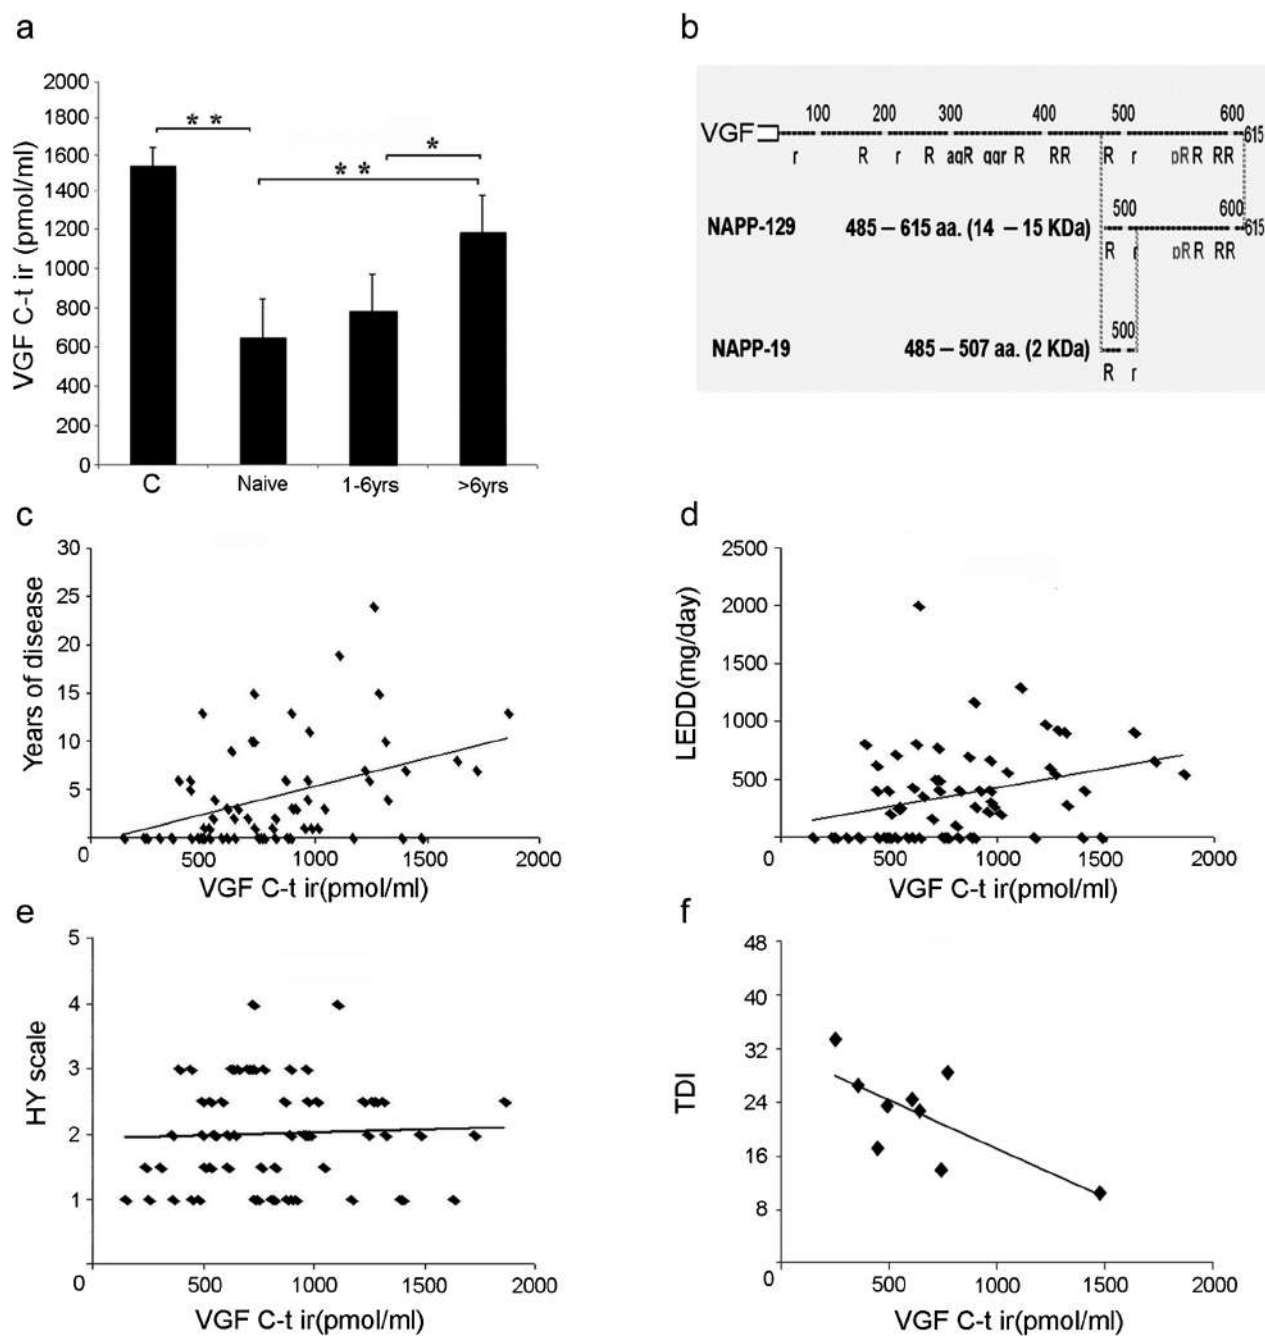 a
VGF C-t ir (pmol/ml)
2000
1800
1600
1400
1200
1000
800
600
400
200
0
* *
* *
*
C Naive 1-6yrs >6yrs
b
100 200 300 400 500 600
VGF 615
r R r R aqR qqr R RR R r pR R RR
500 600
NAPP-129 485 – 615 aa. (14 – 15 KDa) 615
R r pR R RR
500
NAPP-19 485 – 507 aa. (2 KDa)
R r
c
Years of disease
30
25
20
15
10
5
0 500 1000 1500 2000
VGF C-t ir(pmol/ml)
d
LEDD(mg/day)
2500
2000
1500
1000
500
0 500 1000 1500 2000
VGF C-t ir(pmol/ml)
e
HY scale
5
4
3
2
1
0 500 1000 1500 2000
VGF C-t ir(pmol/ml)
f
TDI
48
40
32
24
16
8
0 500 1000 1500 2000
VGF C-t ir(pmol/ml)